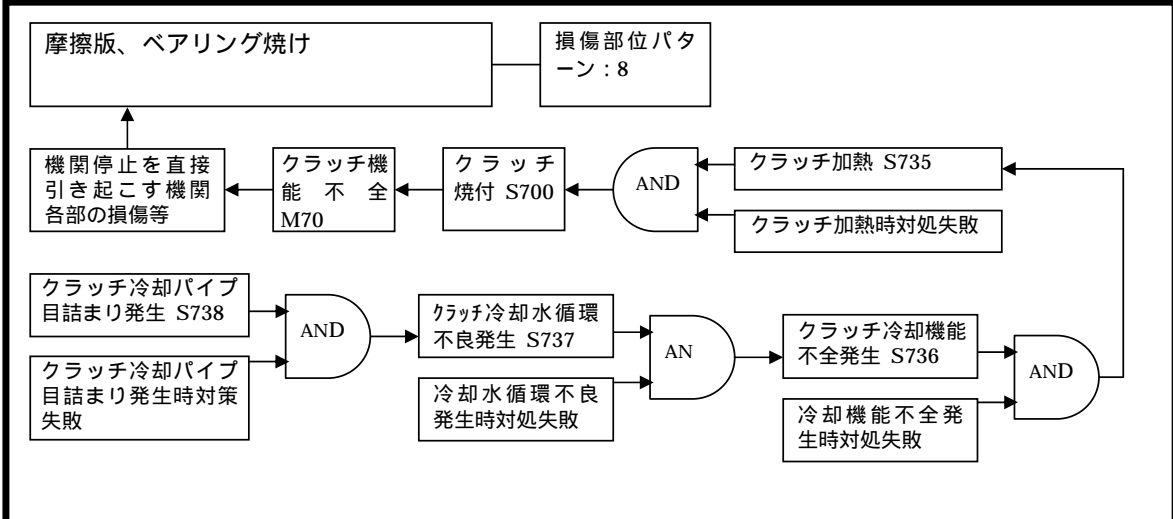 摩擦版、ベアリング焼け
損傷部位パタ
ーン：8
機関停止を直接
引き起こす機関
各部の損傷等
クラッチ機
能不全
M70
クラッチ
焼付 S700
AND
クラッチ加熱 S735
クラッチ加熱時対処失敗
クラッチ冷却パイプ
目詰まり発生 S738
クラッチ冷却パイプ
目詰まり発生時対策
失敗
AND
ｸﾗｯﾁ冷却水循環
不良発生 S737
冷却水循環不良
発生時対処失敗
AN
クラッチ冷却機能
不全発生 S736
冷却機能不全発
生時対処失敗
AND